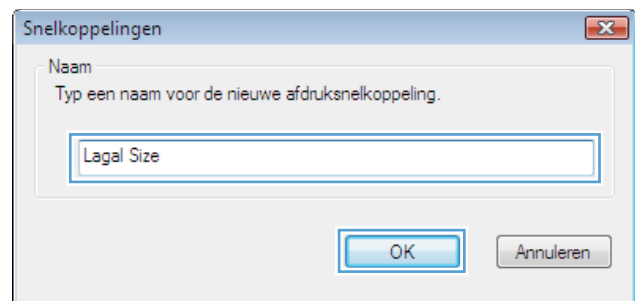 Snelkoppelingen
Naam
Typ een naam voor de nieuwe afdruksnelkoppeling.
Lagal Size
OK
Annuleren